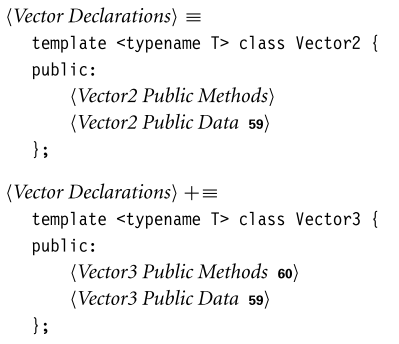 ⟨Vector Declarations⟩ ≡
template <typename T> class Vector2 {
public:
⟨Vector2 Public Methods⟩
⟨Vector2 Public Data 59⟩
};
⟨Vector Declarations⟩ +≡
template <typename T> class Vector3 {
public:
⟨Vector3 Public Methods 60⟩
⟨Vector3 Public Data 59⟩
};